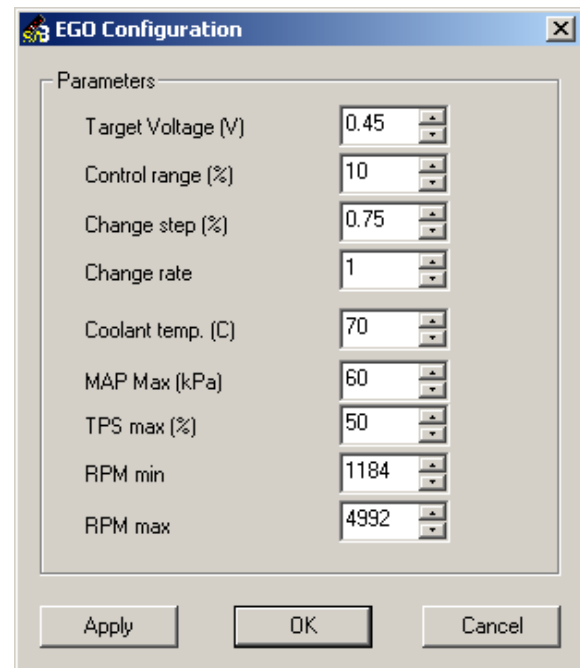 EGO Configuration
Parameters
Target Voltage (V) 0.45
Control range (%) 10
Change step (%) 0.75
Change rate 1
Coolant temp. (C) 70
MAP Max (kPa) 60
TPS max (%) 50
RPM min 1184
RPM max 4992
Apply OK Cancel